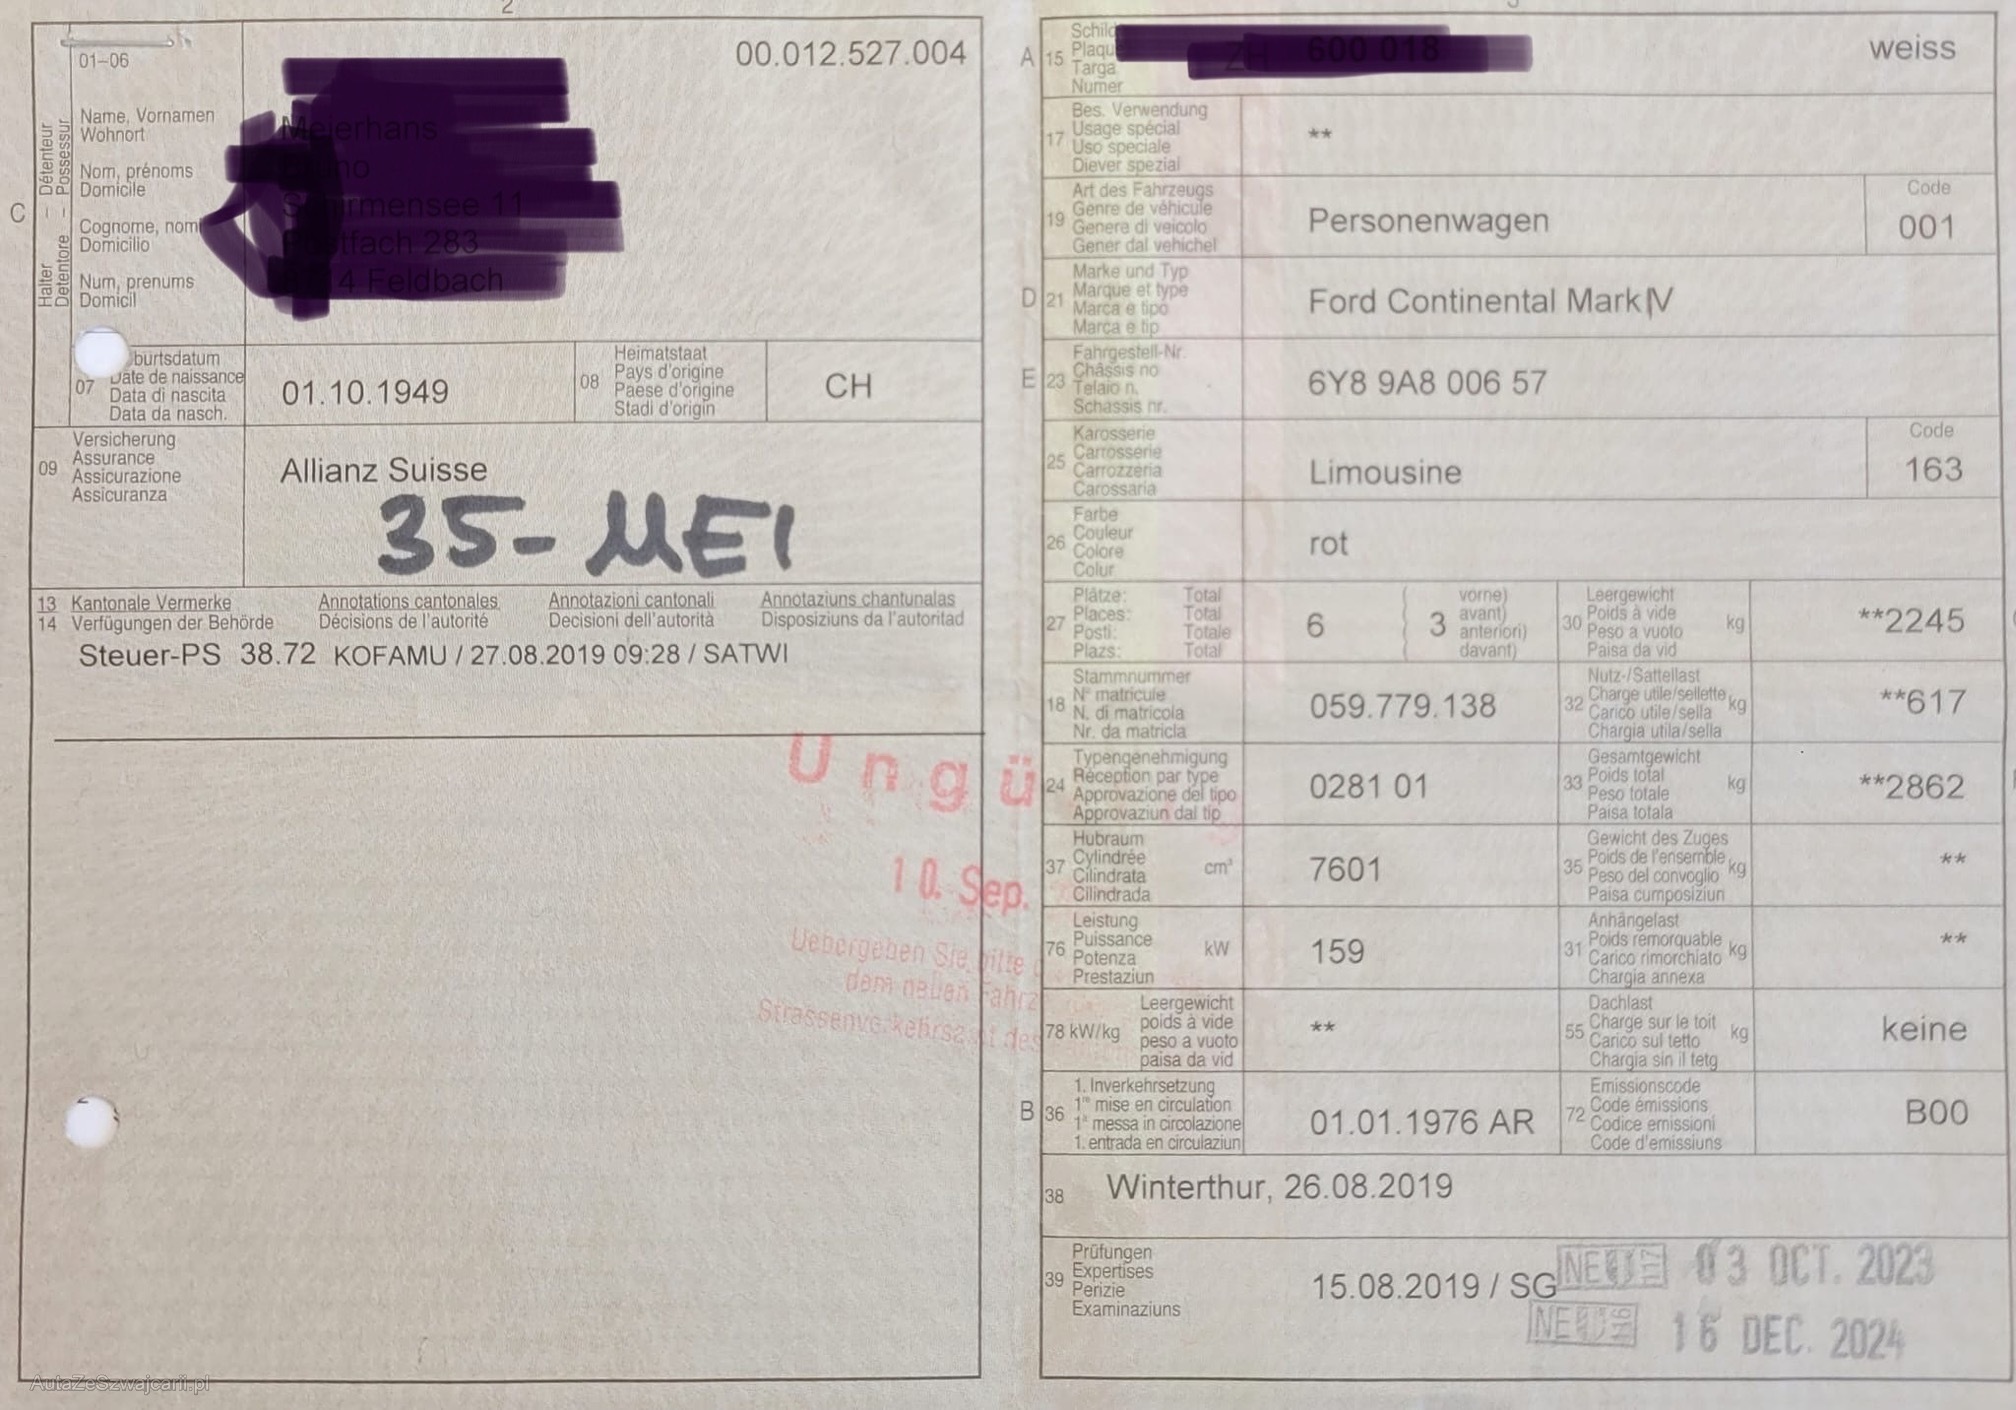 2
01-06
00.012.527.004
Halter – Détenteur
Detentore – Possessur
C
Name, Vornamen
Wohnort
Nom, prénoms
Domicile
Cognome, nomi
Domicilio
Num, prenums
Domicil
07
burtsdatum
Date de naissance
Data di nascita
Data da nasch.
01.10.1949
08
Heimatstaat
Pays d'origine
Paese d'origine
Stadi d'origin
CH
09
Versicherung
Assurance
Assicurazione
Assicuranza
Allianz Suisse
35-MEI
13 Kantonale Vermerke Annotations cantonales Annotazioni cantonali Annotaziuns chantunalas
14 Verfügungen der Behörde Décisions de l'autorité Decisioni dell'autorità Disposiziuns da l'autoritad
Steuer-PS 38.72 KOFAMU / 27.08.2019 09:28 / SATWI
Ungü
10. Sep.
Uebergeben Sie bitte
dem neuen Fahrz
AutaZeSzwajcarii.pl
A 15
Schild
Plaqu
Targa
Numer
weiss
17
Bes. Verwendung
Usage spécial
Uso speciale
Diever spezial
**
19
Art des Fahrzeugs
Genre de véhicule
Genere di veicolo
Gener dal vehichel
Personenwagen
Code
001
D 21
Marke und Typ
Marque et type
Marca e tipo
Marca e tip
Ford Continental Mark IV
E 23
Fahrgestell-Nr.
Châssis no
Telaio n.
Schassis nr.
6Y8 9A8 006 57
25
Karosserie
Carrosserie
Carrozzeria
Carossaria
Limousine
Code
163
26
Farbe
Couleur
Colore
Colur
rot
27
Plätze: Total
Places: Total
Posti: Totale
Plazs: Total
6
3
vorne)
avant)
anteriori)
davant)
30
Leergewicht
Poids à vide
Peso a vuoto
Paisa da vid
kg
**2245
18
Stammnummer
N° matricule
N. di matricola
Nr. da matricla
059.779.138
32
Nutz-/Sattellast
Charge utile/sellette
Carico utile/sella
Chargia utila/sella
kg
**617
24
Typengenehmigung
Réception par type
Approvazione del tipo
Approvaziun dal tip
0281 01
33
Gesamtgewicht
Poids total
Peso totale
Paisa totala
kg
**2862
37
Hubraum
Cylindrée
Cilindrata
Cilindrada
cm³
7601
35
Gewicht des Zuges
Poids de l'ensemble
Peso del convoglio
Paisa cumposiziun
kg
**
76
Leistung
Puissance
Potenza
Prestaziun
kW
159
31
Anhängelast
Poids remorquable
Carico rimorchiato
Chargia annexa
kg
**
78 kW/kg
Leergewicht
poids à vide
peso a vuoto
paisa da vid
**
55
Dachlast
Charge sur le toit
Carico sul tetto
Chargia sin il tetg
kg
keine
B 36
1. Inverkehrsetzung
1re mise en circulation
1a messa in circolazione
1. entrada en circulaziun
01.01.1976 AR
72
Emissionscode
Code émissions
Codice emissioni
Code d'emissiuns
B00
38
Winterthur, 26.08.2019
39
Prüfungen
Expertises
Perizie
Examinaziuns
15.08.2019 / SG
03 OCT. 2023
16 DEC. 2024